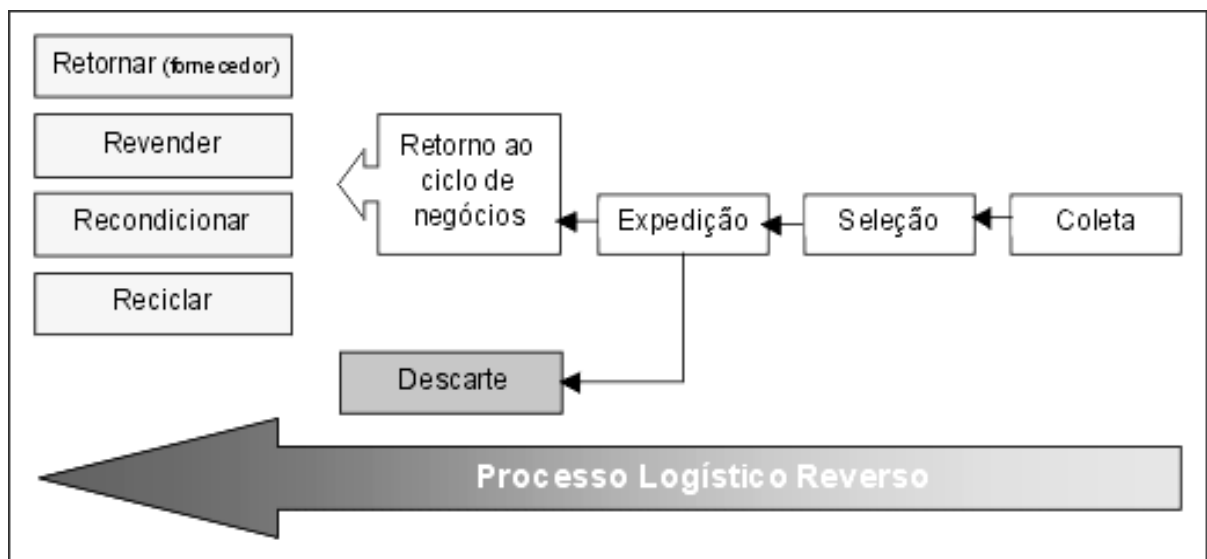 Retornar (fornecedor)
Revender
Recondicionar
Reciclar
Retorno ao
ciclo de
negócios
Expedição
Seleção
Coleta
Descarte
Processo Logístico Reverso